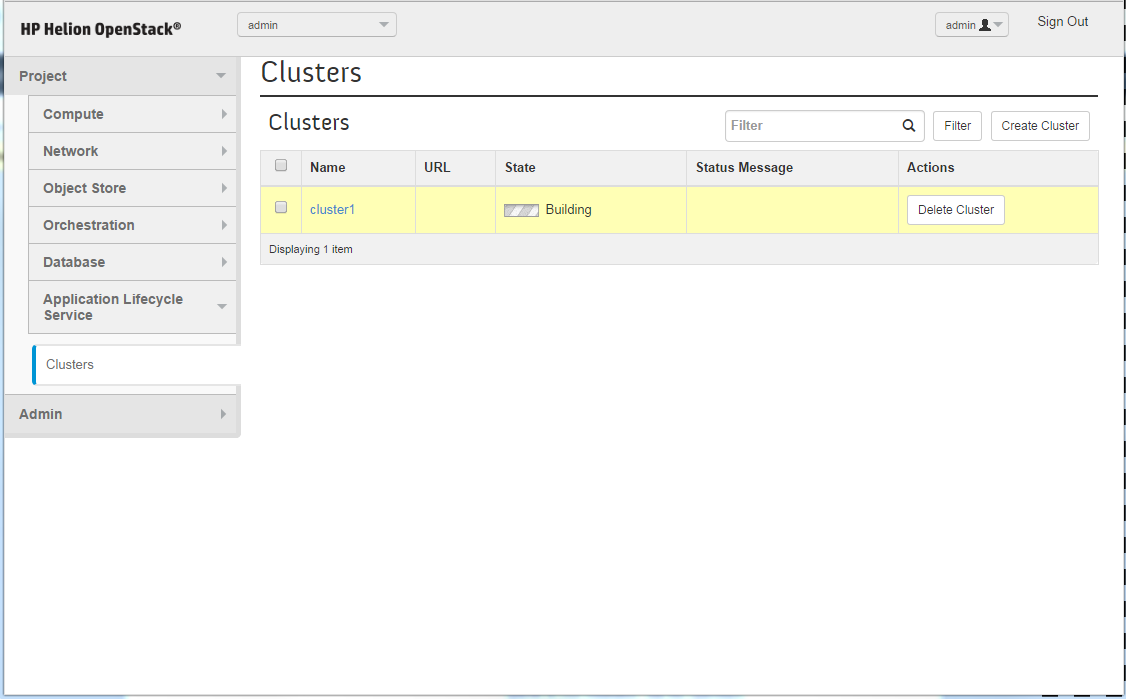 HP Helion OpenStack®
admin
admin
Sign Out
Project
Compute
Network
Object Store
Orchestration
Database
Application Lifecycle
Service
Clusters
Admin
Clusters
Clusters
Filter
Filter
Create Cluster
Name URL State Status Message Actions
cluster1 Building Delete Cluster
Displaying 1 item